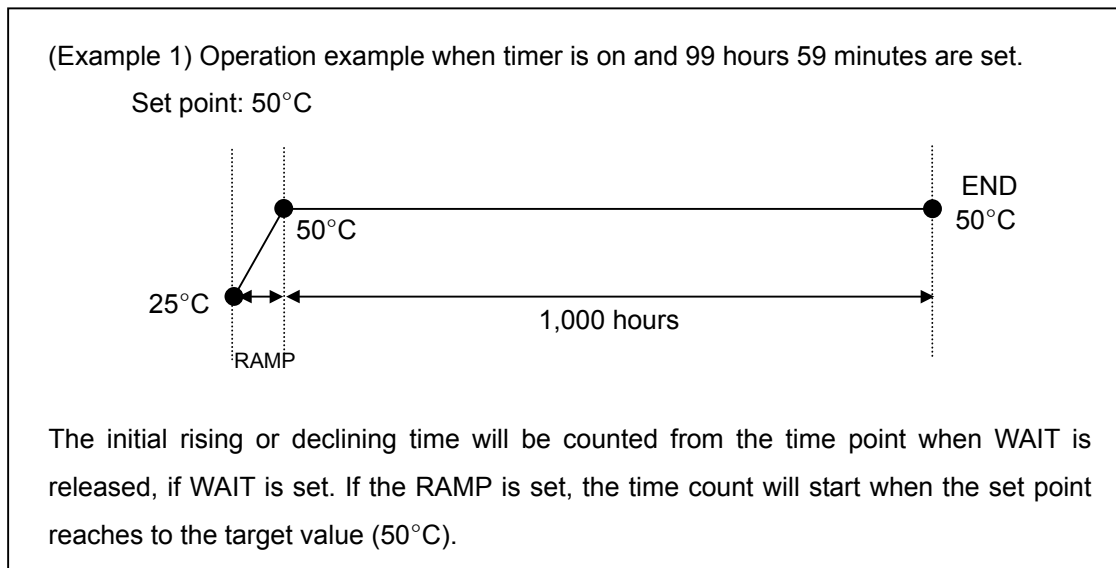 (Example 1) Operation example when timer is on and 99 hours 59 minutes are set.
Set point: 50°C
END
50°C
50°C
25°C
1,000 hours
RAMP
The initial rising or declining time will be counted from the time point when WAIT is
released, if WAIT is set. If the RAMP is set, the time count will start when the set point
reaches to the target value (50°C).